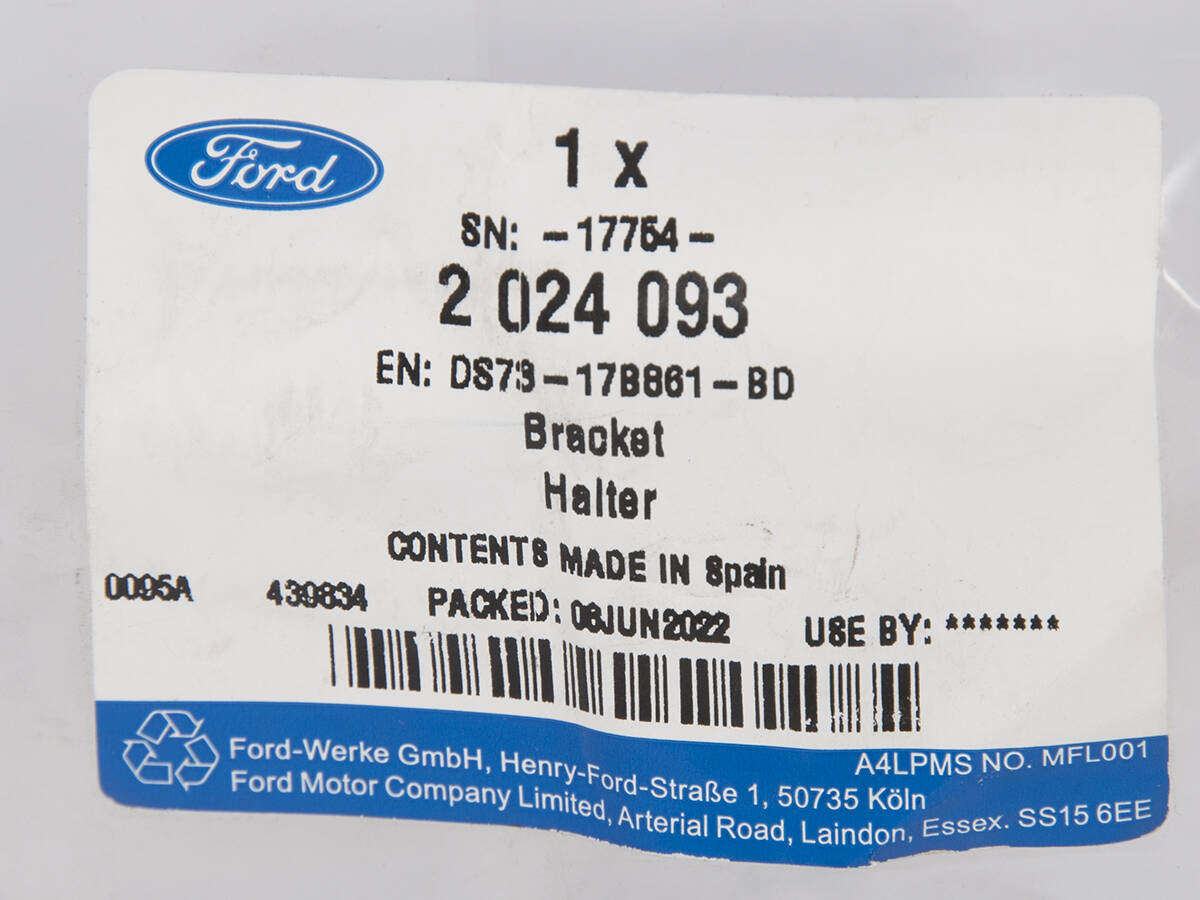 Ford
1 x
SN: -17754-
2 024 093
EN: DS73-17B861-BD
Bracket
Halter
CONTENTS MADE IN Spain
0095A 439834 PACKED: 06JUN2022 USE BY: *******
A4LPMS NO. MFL001
Ford-Werke GmbH, Henry-Ford-Straße 1, 50735 Köln
Ford Motor Company Limited, Arterial Road, Laindon, Essex. SS15 6EE